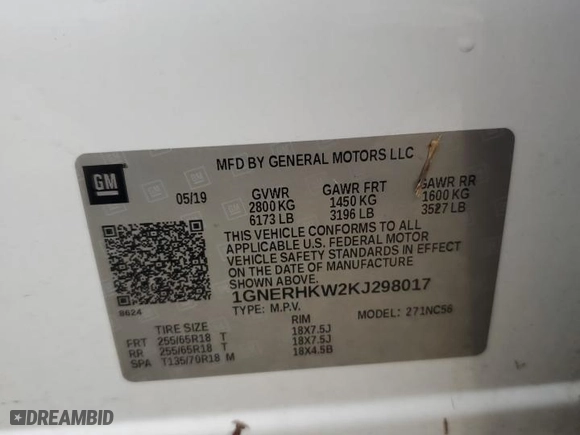 MFD BY GENERAL MOTORS LLC
GM
05/19
GVWR GAWR FRT GAWR RR
2800 KG 1450 KG 1600 KG
6173 LB 3196 LB 3527 LB
THIS VEHICLE CONFORMS TO ALL
APPLICABLE U.S. FEDERAL MOTOR
VEHICLE SAFETY STANDARDS IN EFFECT
ON THE DATE OF MANUFACTURE
SHOWN ABOVE.
1GNERHKW2KJ298017
TYPE: M.P.V. MODEL: 271NC56
8624
TIRE SIZE RIM
FRT 255/65R18 T 18X7.5J
RR 255/65R18 T 18X7.5J
SPA T135/70R18 M 18X4.5B
DREAMBID